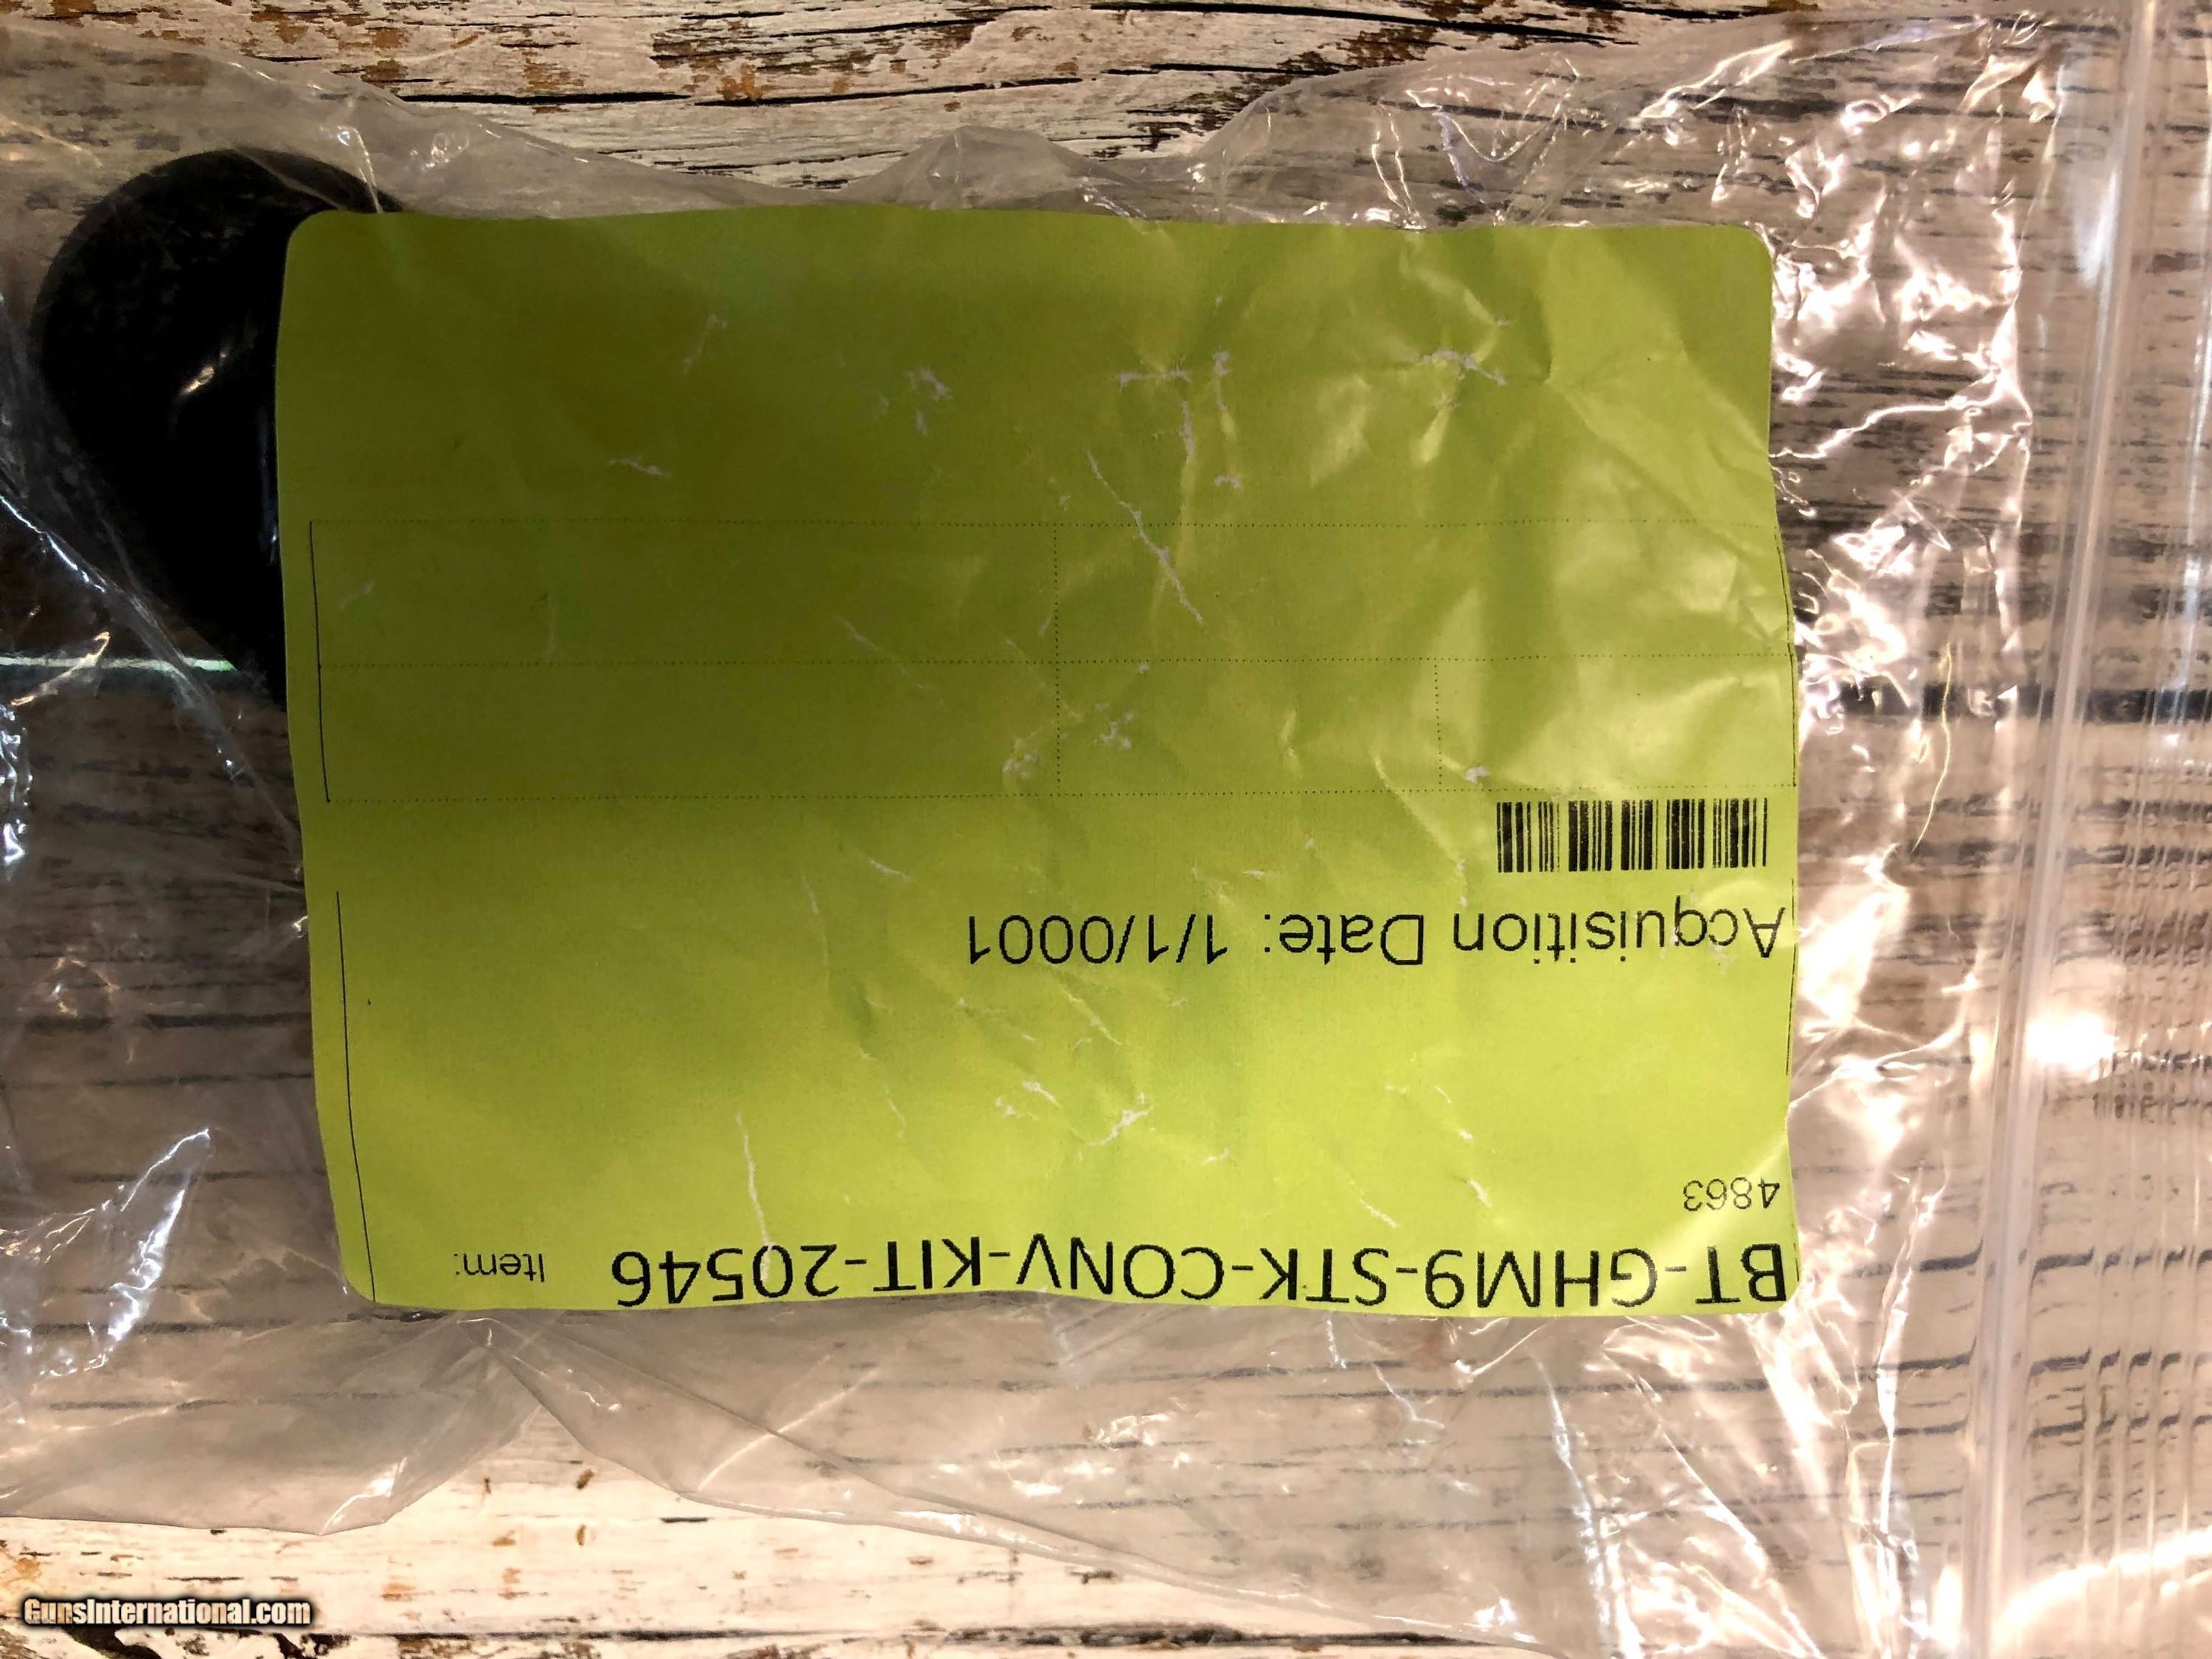 BT-GHM9-STK-CONV-KIT-20546 Item:
4863
Acquisition Date: 1/1/0001
GunsInternational.com